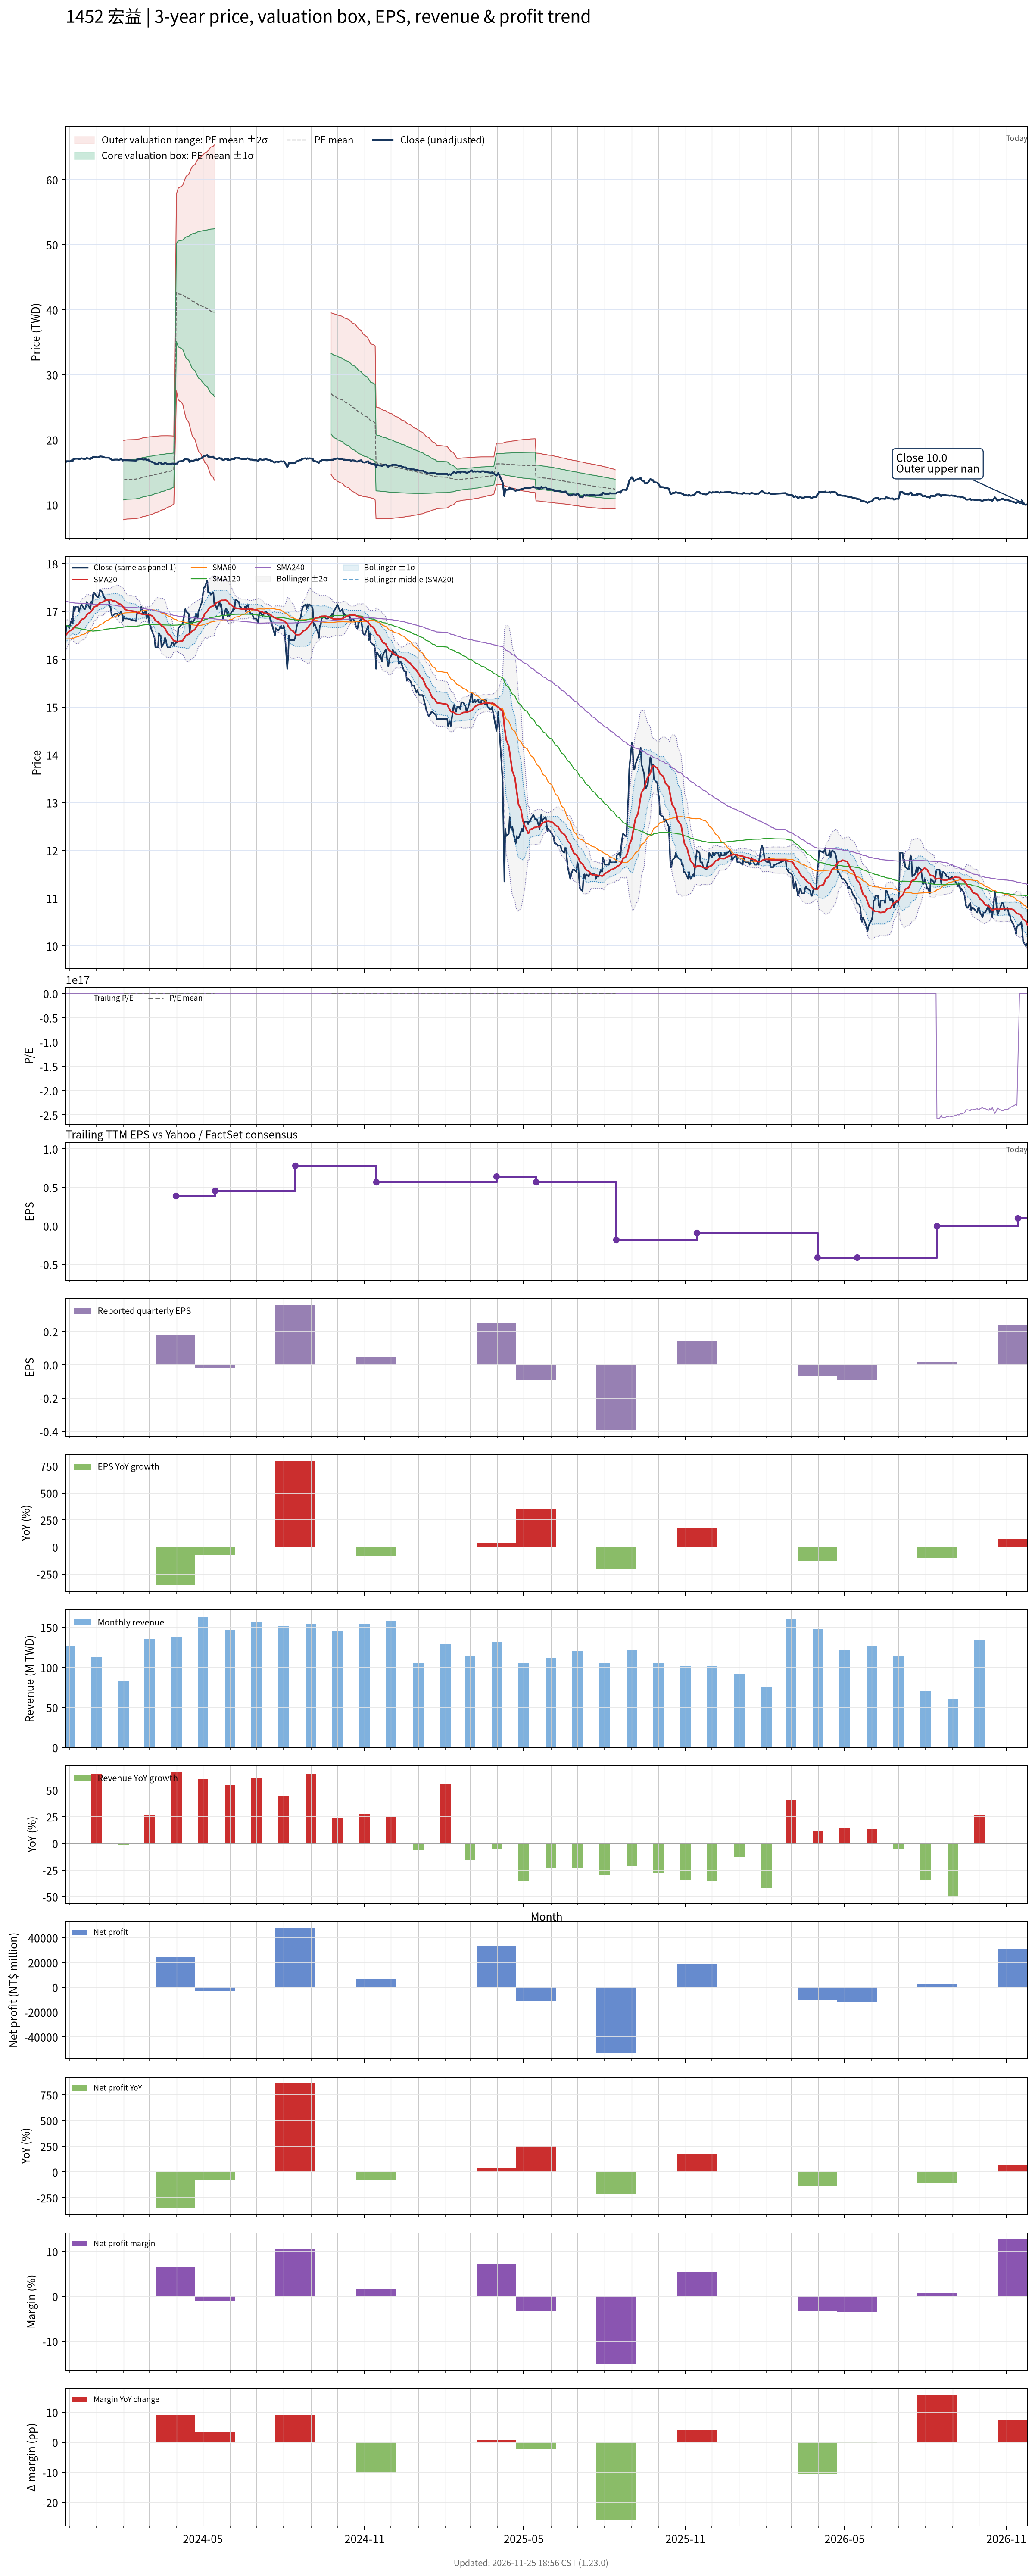 1452 宏益 | 3-year price, valuation box, EPS, revenue & profit trend
Outer valuation range: PE mean ±2σ
PE mean
Close (unadjusted)
Core valuation box: PE mean ±1σ
Today
60
50
40
30
20
10
Price (TWD)
Close 10.0
Outer upper nan
Close (same as panel 1)
SMA20
SMA60
SMA120
SMA240
Bollinger ±2σ
Bollinger ±1σ
Bollinger middle (SMA20)
18
17
16
15
14
13
12
11
10
Price
1e17
Trailing P/E
P/E mean
0.0
-0.5
-1.0
-1.5
-2.0
-2.5
P/E
Trailing TTM EPS vs Yahoo / FactSet consensus
Today
1.0
0.5
0.0
-0.5
EPS
Reported quarterly EPS
0.2
0.0
-0.2
-0.4
EPS
EPS YoY growth
750
500
250
0
-250
YoY (%)
Monthly revenue
150
100
50
0
Revenue (M TWD)
Revenue YoY growth
50
25
0
-25
-50
YoY (%)
Month
Net profit
40000
20000
0
-20000
-40000
Net profit (NT$ million)
Net profit YoY
750
500
250
0
-250
YoY (%)
Net profit margin
10
0
-10
Margin (%)
Margin YoY change
10
0
-10
-20
Δ margin (pp)
2024-05
2024-11
2025-05
2025-11
2026-05
2026-11
Updated: 2026-11-25 18:56 CST (1.23.0)